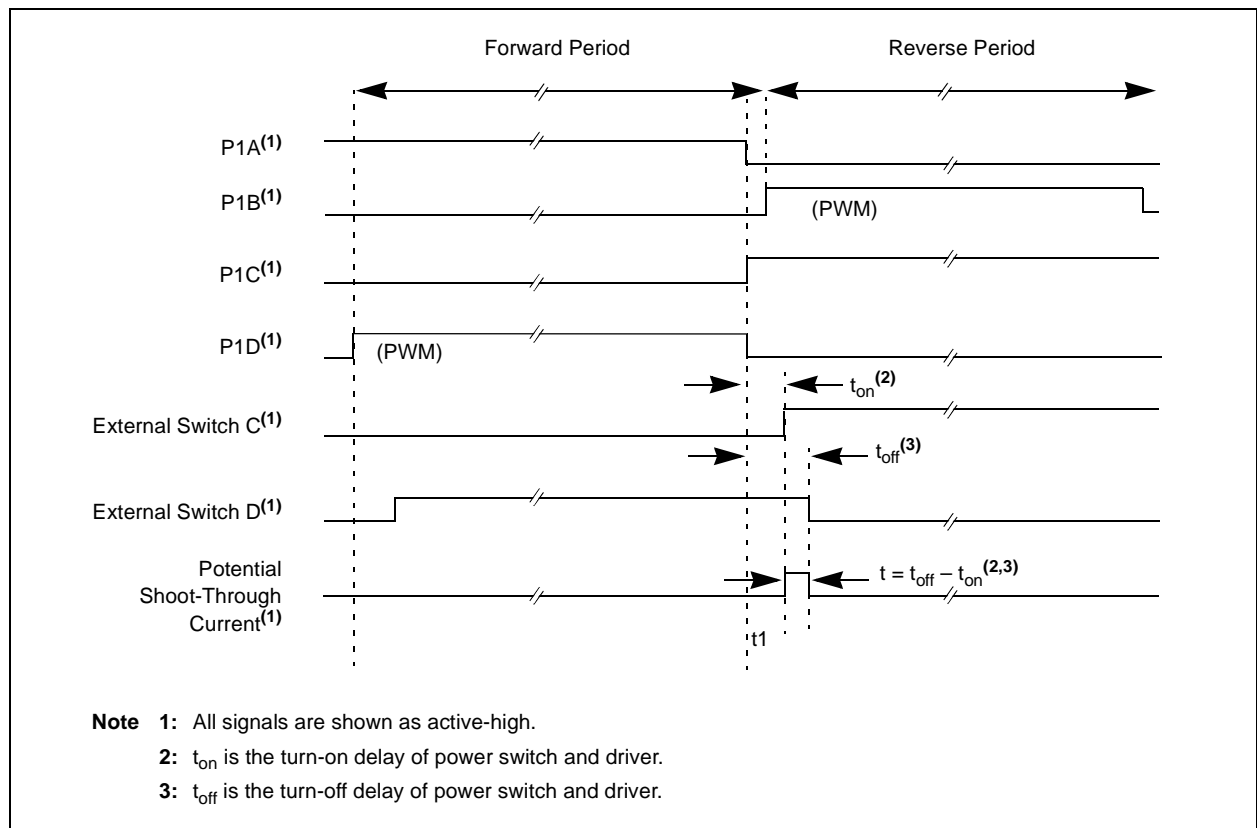 Forward Period
Reverse Period
P1A(1)
P1B(1)
(PWM)
P1C(1)
P1D(1)
(PWM)
ton(2)
External Switch C(1)
toff(3)
External Switch D(1)
Potential
Shoot-Through
Current(1)
t = toff – ton(2,3)
t1
Note 1: All signals are shown as active-high.
2: ton is the turn-on delay of power switch and driver.
3: toff is the turn-off delay of power switch and driver.